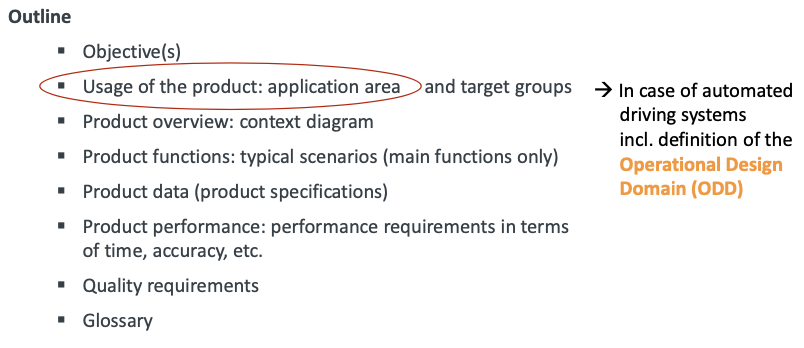 Outline
▪ Objective(s)
▪ Usage of the product: application area and target groups
▪ Product overview: context diagram
▪ Product functions: typical scenarios (main functions only)
▪ Product data (product specifications)
▪ Product performance: performance requirements in terms
of time, accuracy, etc.
▪ Quality requirements
▪ Glossary
→ In case of automated
driving systems
incl. definition of the
Operational Design
Domain (ODD)